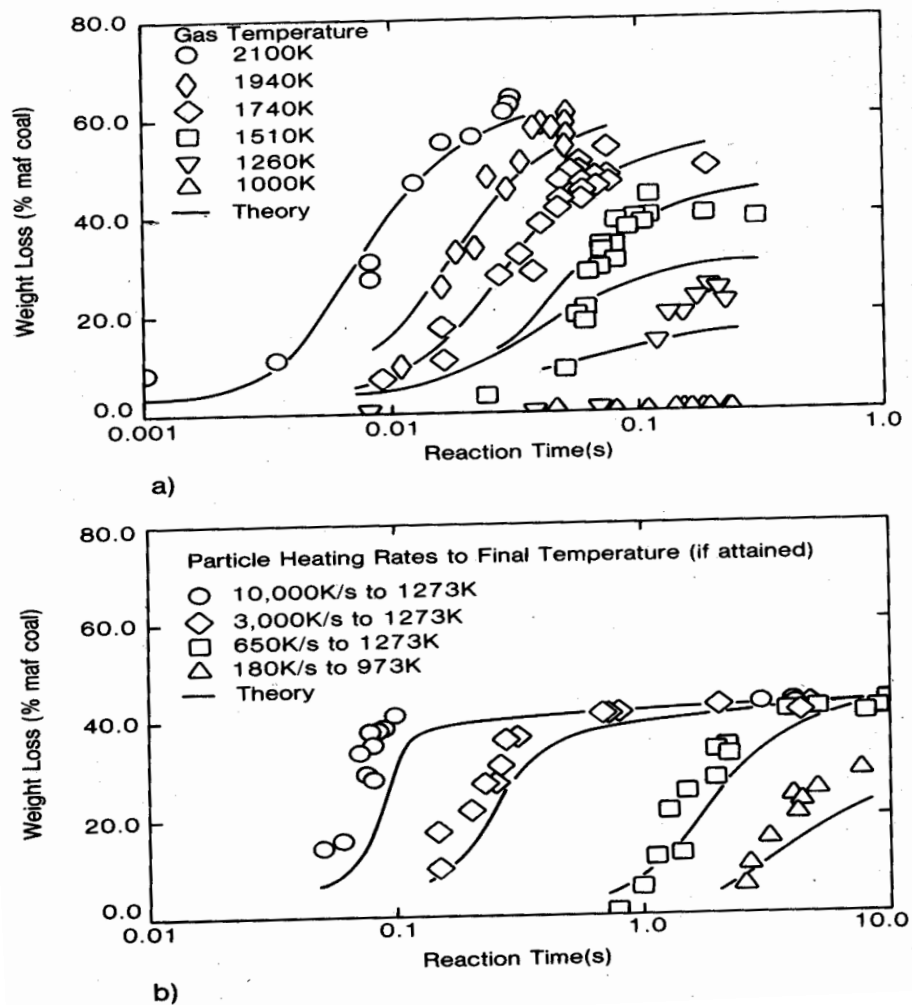 80.0
Gas Temperature
2100K
1940K
60.0
1740K
1510K
1260K
40.0
1000K
Theory
20.0
0.0
0.001
0.01
0.1
1.0
Weight Loss (% maf coal)
Reaction Time(s)
a)
80.0
Particle Heating Rates to Final Temperature (if attained)
10,000K/s to 1273K
60.0
3,000K/s to 1273K
650K/s to 1273K
180K/s to 973K
Theory
40.0
20.0
0.0
0.01
0.1
1.0
10.0
Weight Loss (% maf coal)
Reaction Time(s)
b)